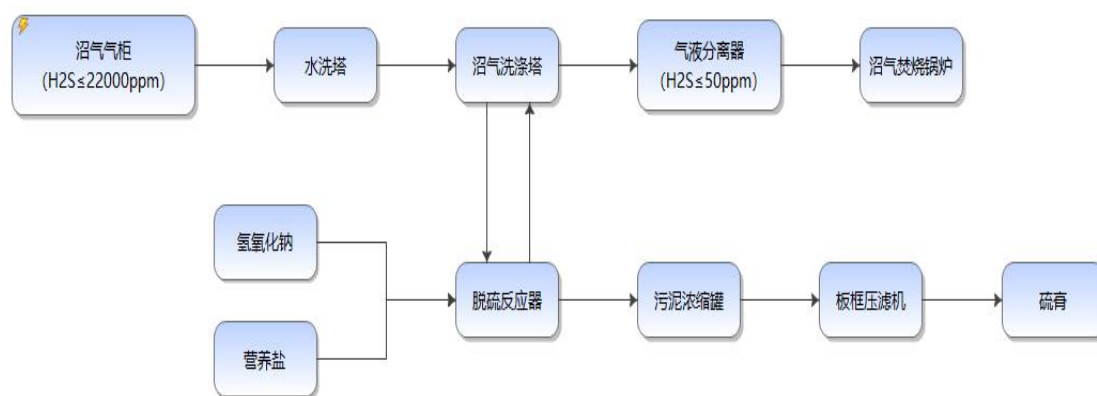 沼气气柜
(H2S≤22000ppm)
水洗塔
沼气洗涤塔
气液分离器
(H2S≤50ppm)
沼气焚烧锅炉
氢氧化钠
营养盐
脱硫反应器
污泥浓缩罐
板框压滤机
硫膏